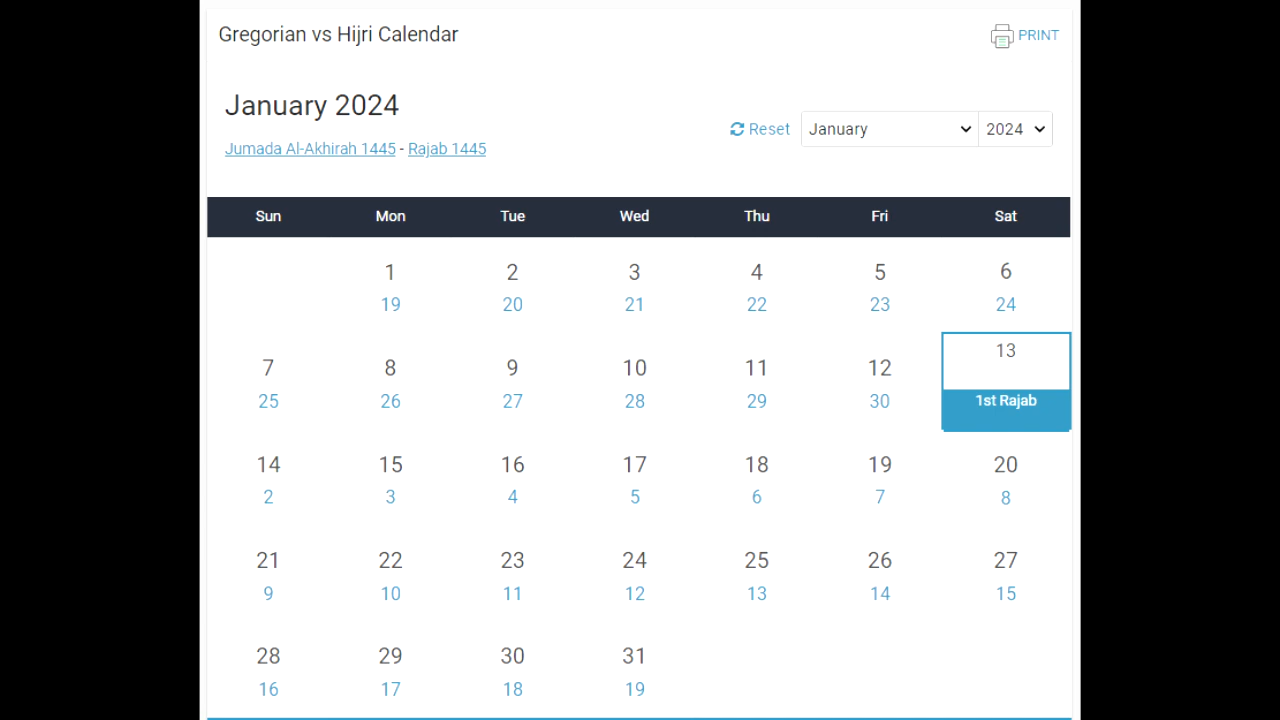 Gregorian vs Hijri Calendar
PRINT
January 2024
Reset January 2024
Jumada Al-Akhirah 1445 - Rajab 1445
Sun Mon Tue Wed Thu Fri Sat
1 2 3 4 5 6
19 20 21 22 23 24
7 8 9 10 11 12 13
25 26 27 28 29 30 1st Rajab
14 15 16 17 18 19 20
2 3 4 5 6 7 8
21 22 23 24 25 26 27
9 10 11 12 13 14 15
28 29 30 31
16 17 18 19